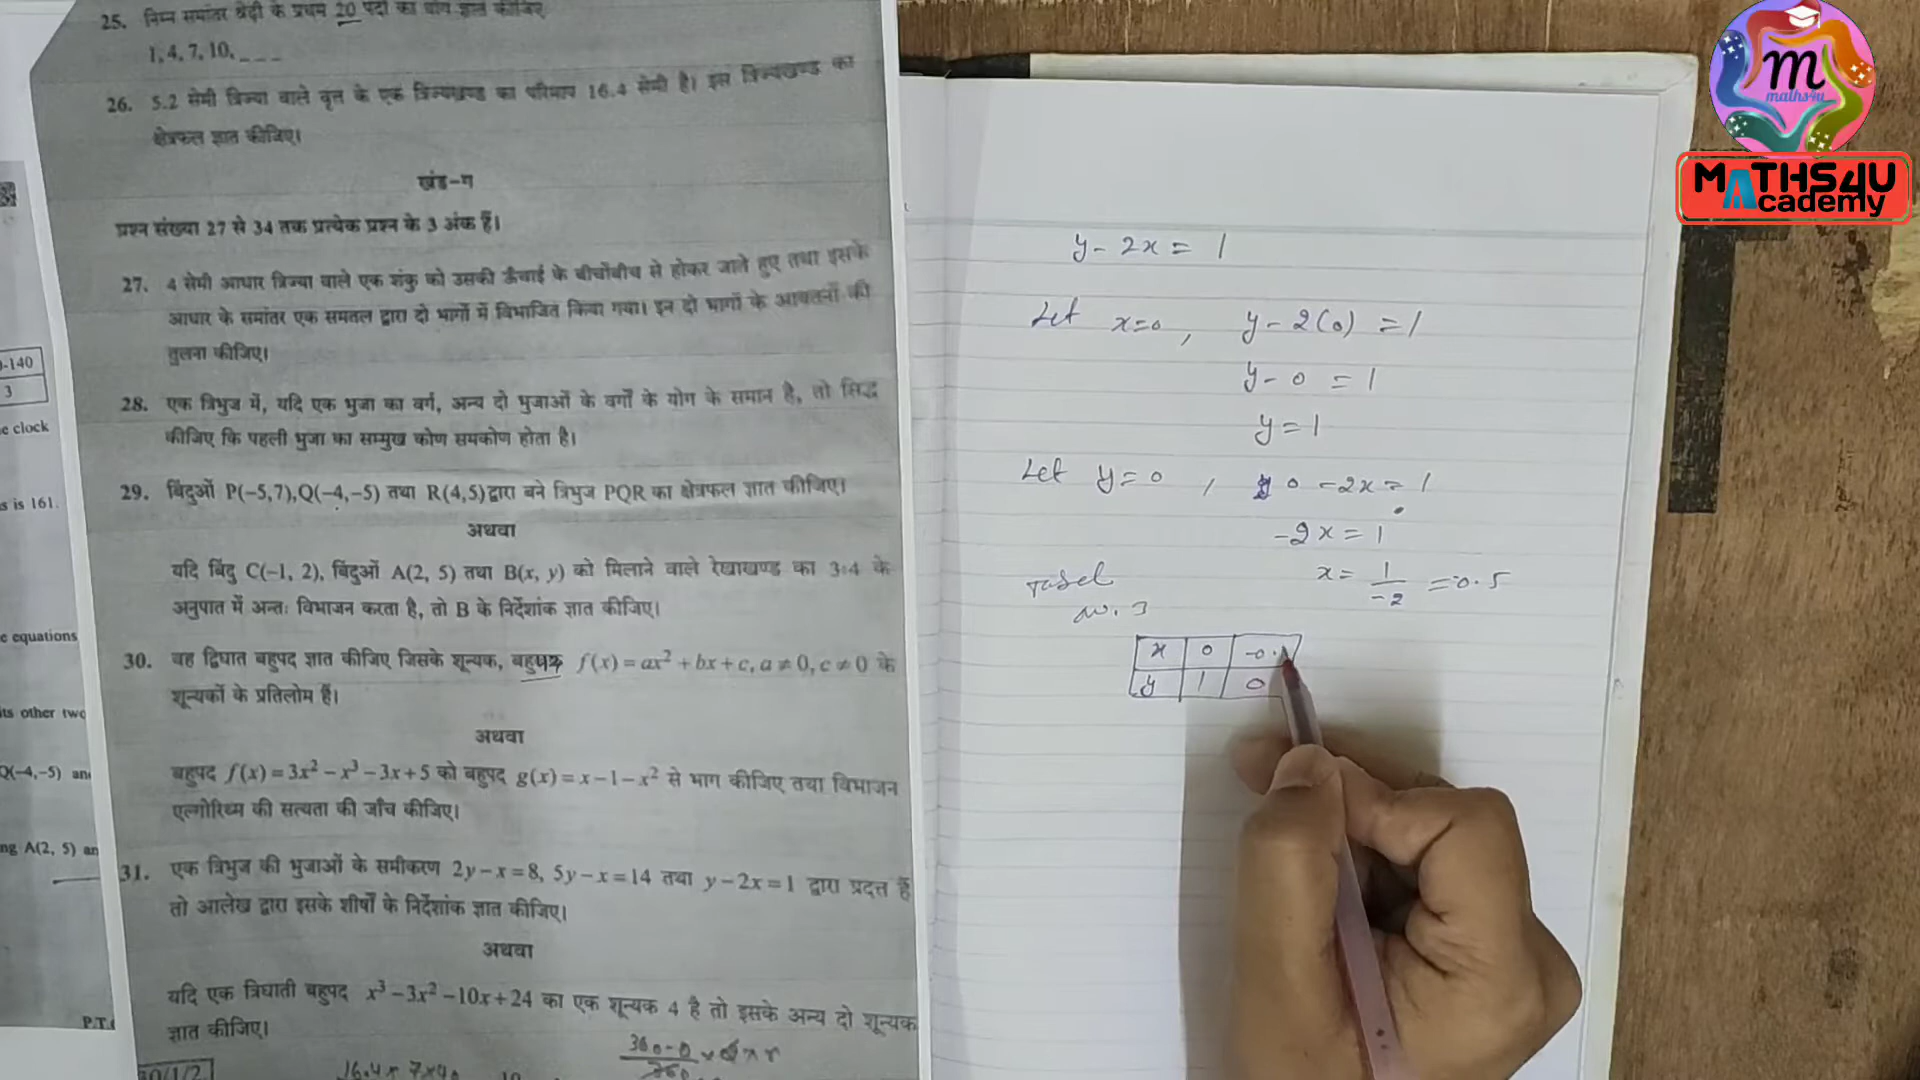 25. निम्न समांतर श्रेढ़ी के प्रथम 20 पदों का योग ज्ञात कीजिए
1, 4, 7, 10, _ _ _
26. 5.2 सेमी त्रिज्या वाले वृत्त के एक त्रिज्यखण्ड का परिमाप 16.4 सेमी है। इस त्रिज्यखण्ड का
क्षेत्रफल ज्ञात कीजिए।
खंड-ग
प्रश्न संख्या 27 से 34 तक प्रत्येक प्रश्न के 3 अंक हैं।
27. 4 सेमी आधार त्रिज्या वाले एक शंकु को उसकी ऊँचाई के बीचोंबीच से होकर जाते हुए तथा इसके
आधार के समांतर एक समतल द्वारा दो भागों में विभाजित किया गया। इन दो भागों के आयतनों की
तुलना कीजिए।
28. एक त्रिभुज में, यदि एक भुजा का वर्ग, अन्य दो भुजाओं के वर्गों के योग के समान है, तो सिद्ध
कीजिए कि पहली भुजा का सम्मुख कोण समकोण होता है।
29. बिंदुओं P(-5,7),Q(-4,-5) तथा R(4,5)द्वारा बने त्रिभुज PQR का क्षेत्रफल ज्ञात कीजिए।
अथवा
यदि बिंदु C(-1, 2), बिंदुओं A(2, 5) तथा B(x, y) को मिलाने वाले रेखाखण्ड का 3:4 के
अनुपात में अन्तः विभाजन करता है, तो B के निर्देशांक ज्ञात कीजिए।
30. वह द्विघात बहुपद ज्ञात कीजिए जिसके शून्यक, बहुपद f(x) = ax² + bx + c, a ≠ 0, c ≠ 0 के
शून्यकों के प्रतिलोम हैं।
अथवा
बहुपद f(x) = 3x² - x³ - 3x + 5 को बहुपद g(x) = x - 1 - x² से भाग कीजिए तथा विभाजन
एल्गोरिथ्म की सत्यता की जाँच कीजिए।
31. एक त्रिभुज की भुजाओं के समीकरण 2y - x = 8, 5y - x = 14 तथा y - 2x = 1 द्वारा प्रदत्त हैं
तो आलेख द्वारा इसके शीर्षों के निर्देशांक ज्ञात कीजिए।
अथवा
यदि एक त्रिघाती बहुपद x³ - 3x² - 10x + 24 का एक शून्यक 4 है तो इसके अन्य दो शून्यक
ज्ञात कीजिए।
30/1/2
-140
3
e clock
s is 161.
e equations
its other two
Q(-4,-5) an
ng A(2, 5) an
y - 2x = 1
Let x=0, y - 2(0) = 1
y - 0 = 1
y = 1
Let y = 0, 0 - 2x = 1
-2x = 1
x = 1/-2 = -0.5
no. 3
x 0 -0.
y 1 0
m
maths4u
MATHS4U
Academy